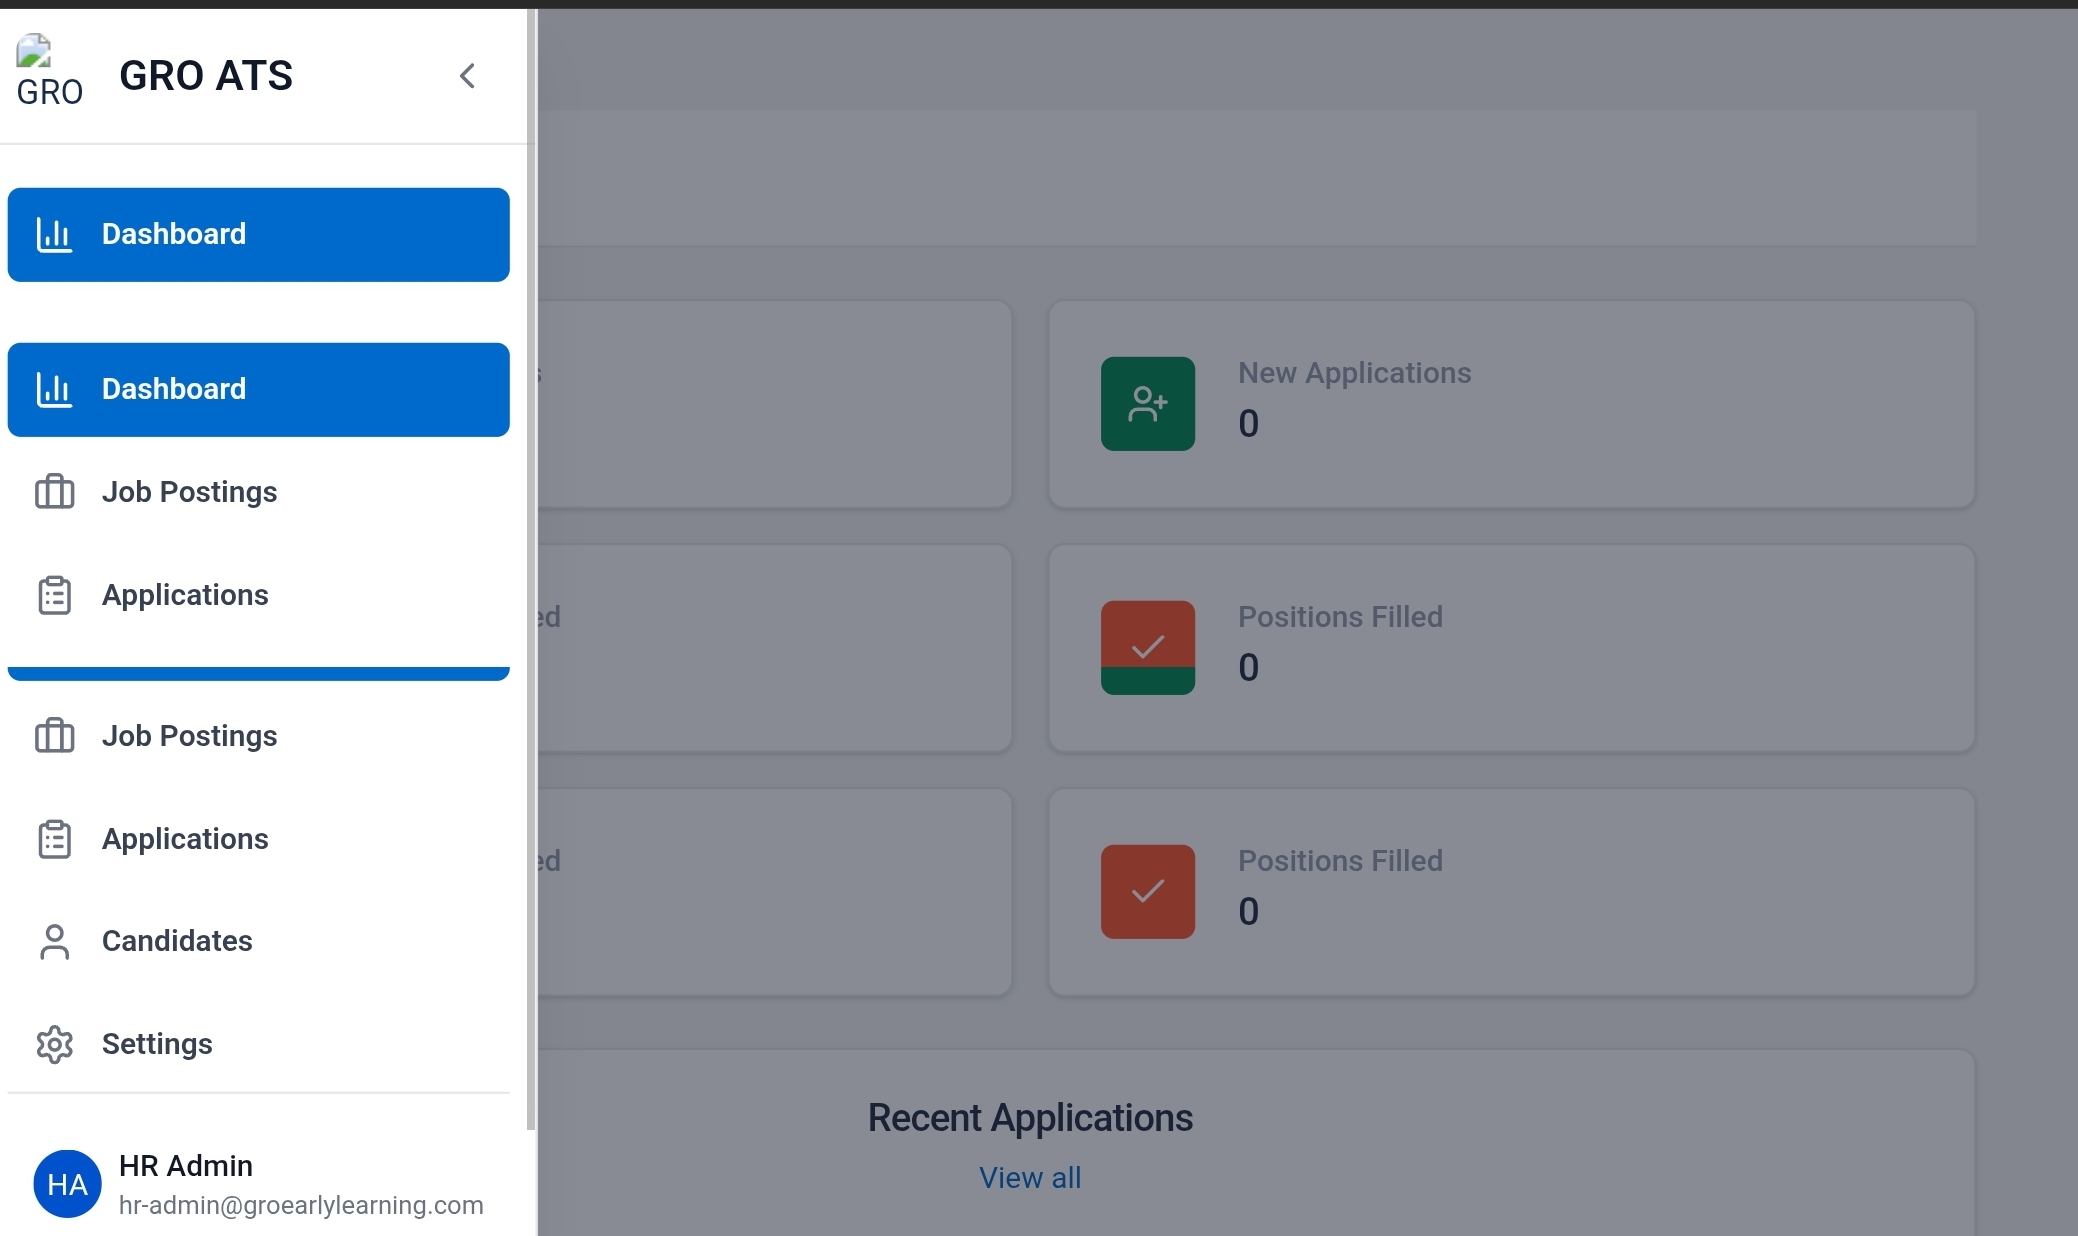 GRO
GRO ATS
Dashboard
Dashboard
Job Postings
Applications
Job Postings
Applications
Candidates
Settings
HR Admin
HA
hr-admin@groearlylearning.com
s
New Applications
0
ed
Positions Filled
0
ed
Positions Filled
0
Recent Applications
View all